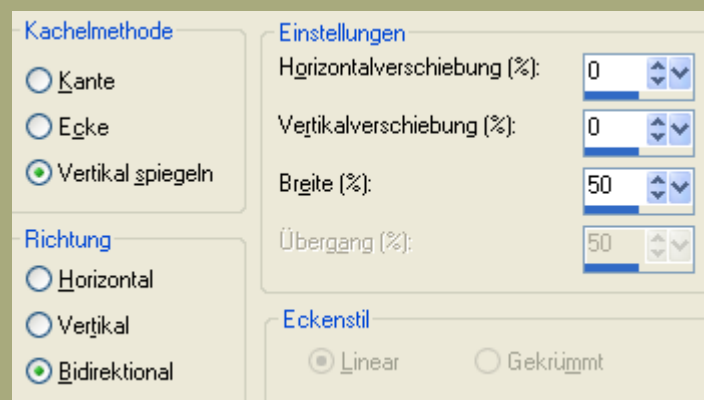 Kachelmethode
Kante
Ecke
Vertikal spiegeln
Richtung
Horizontal
Vertikal
Bidirektional
Einstellungen
Horizontalverschiebung (%): 0
Vertikalverschiebung (%): 0
Breite (%): 50
Übergang (%): 50
Eckenstil
Linear Gekrümmt